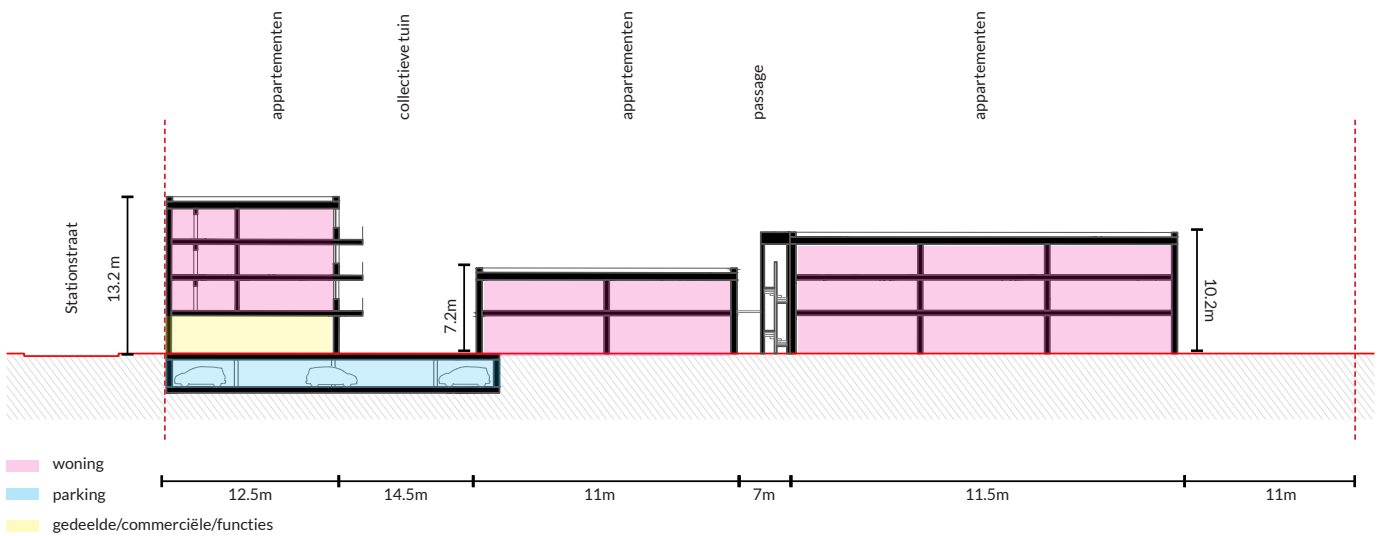 appartementen
collectieve tuin
appartementen
passage
appartementen
Stationstraat
13.2 m
7.2m
10.2m
woning
parking
gedeelde/commerciële/functies
12.5m
14.5m
11m
7m
11.5m
11m